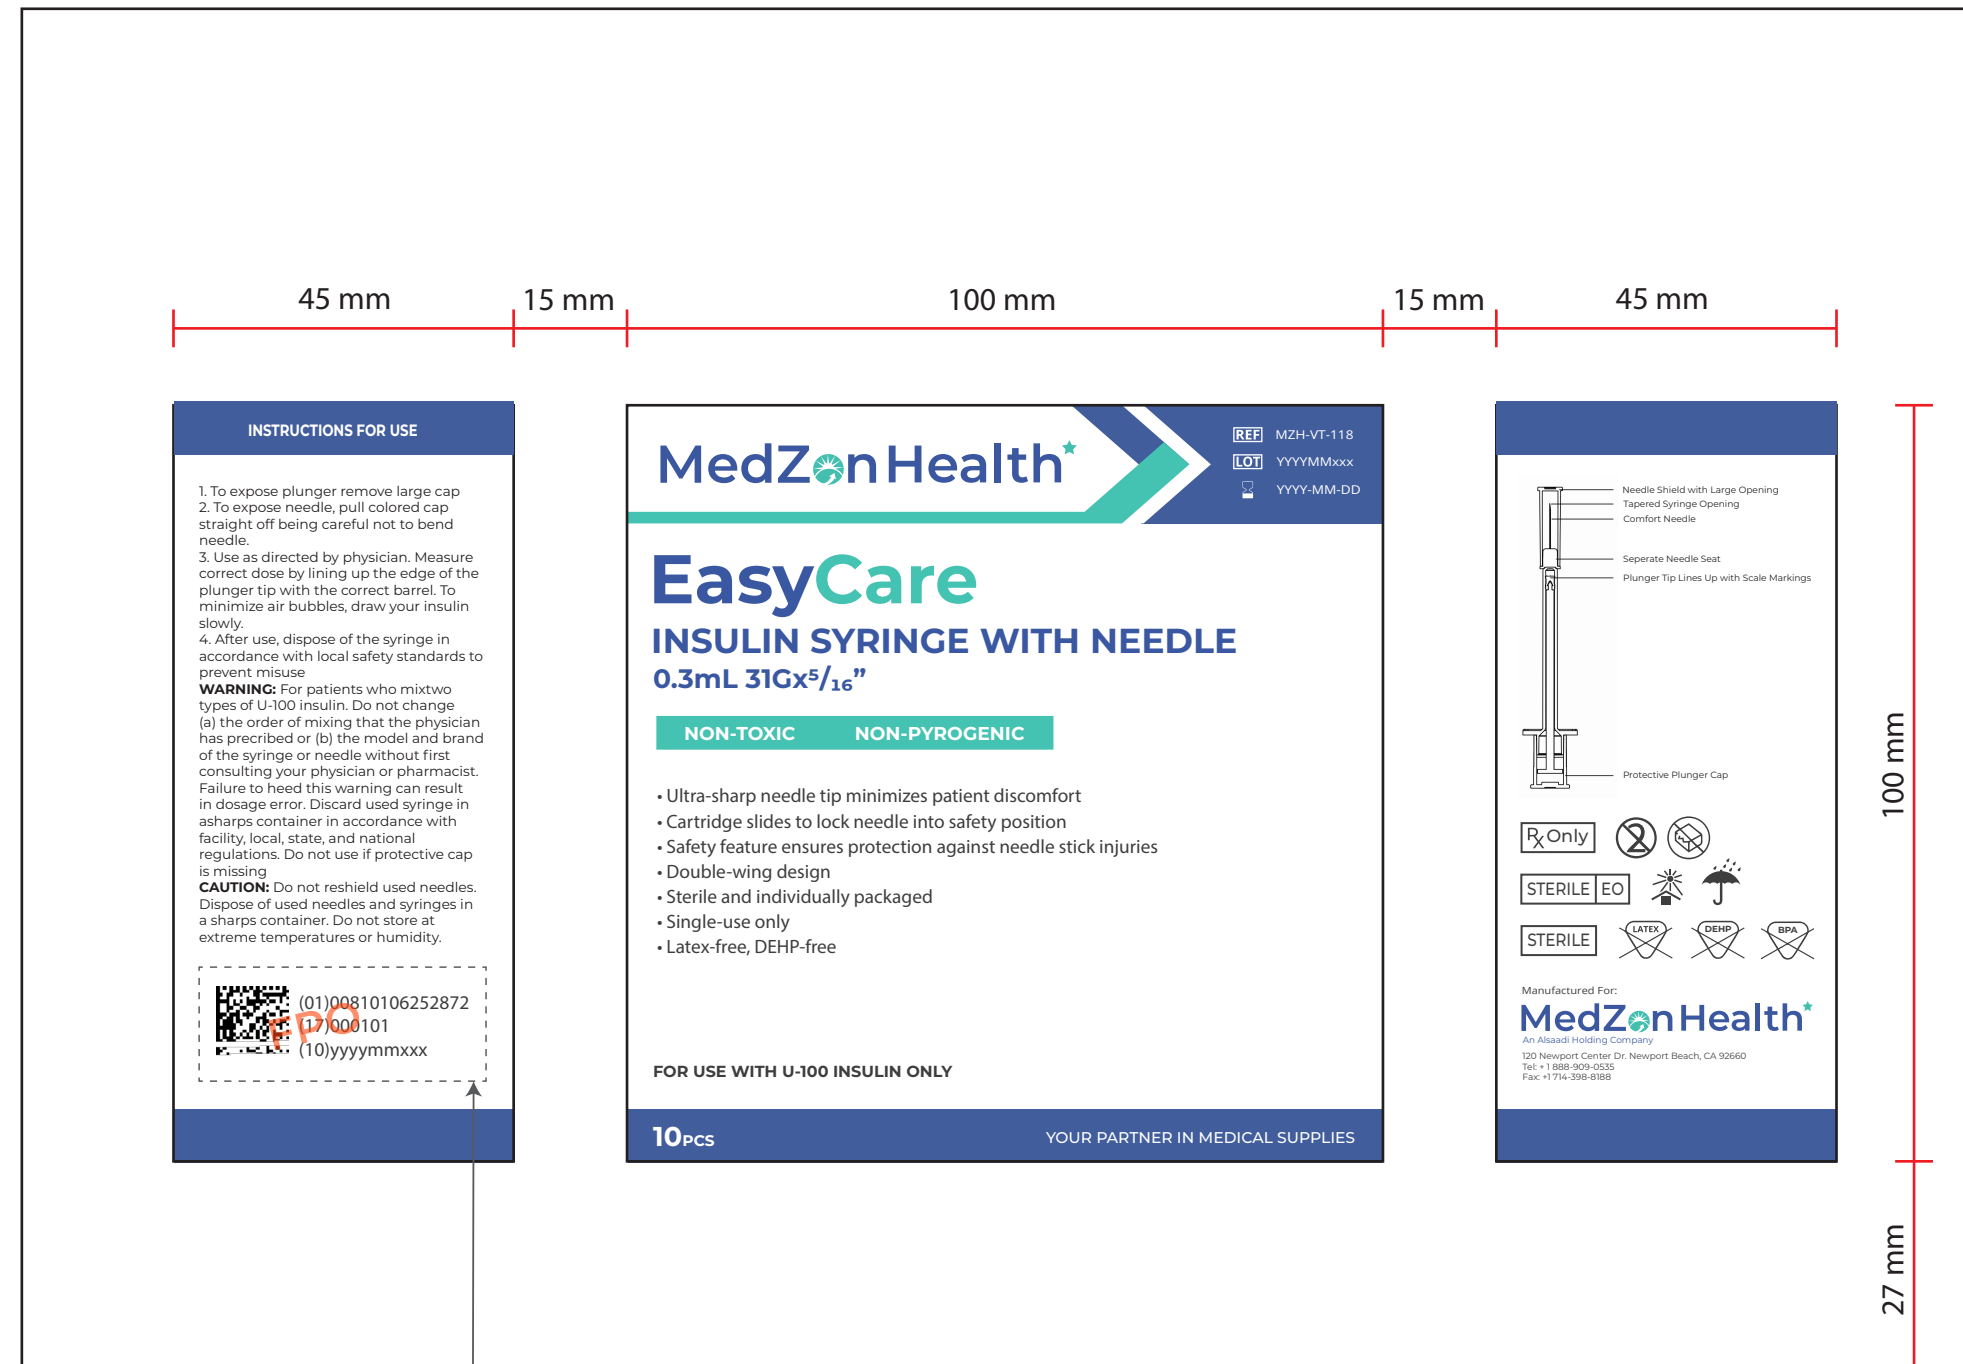 45 mm
15 mm
100 mm
15 mm
45 mm
INSTRUCTIONS FOR USE
1. To expose plunger remove large cap
2. To expose needle, pull colored cap
straight off being careful not to bend
needle.
3. Use as directed by physician. Measure
correct dose by lining up the edge of the
plunger tip with the correct barrel. To
minimize air bubbles, draw your insulin
slowly.
4. After use, dispose of the syringe in
accordance with local safety standards to
prevent misuse
WARNING: For patients who mixtwo
types of U-100 insulin. Do not change
(a) the order of mixing that the physician
has precribed or (b) the model and brand
of the syringe or needle without first
consulting your physician or pharmacist.
Failure to heed this warning can result
in dosage error. Discard used syringe in
asharps container in accordance with
facility, local, state, and national
regulations. Do not use if protective cap
is missing
CAUTION: Do not reshield used needles.
Dispose of used needles and syringes in
a sharps container. Do not store at
extreme temperatures or humidity.
(01)00810106252872
(17)000101
(10)yyyymmxxx
FPO
MedZon Health
REF MZH-VT-118
LOT YYYYMMxxx
YYYY-MM-DD
EasyCare
INSULIN SYRINGE WITH NEEDLE
0.3mL 31Gx⁵/₁₆”
NON-TOXIC NON-PYROGENIC
• Ultra-sharp needle tip minimizes patient discomfort
• Cartridge slides to lock needle into safety position
• Safety feature ensures protection against needle stick injuries
• Double-wing design
• Sterile and individually packaged
• Single-use only
• Latex-free, DEHP-free
FOR USE WITH U-100 INSULIN ONLY
10PCS
YOUR PARTNER IN MEDICAL SUPPLIES
Needle Shield with Large Opening
Tapered Syringe Opening
Comfort Needle
Seperate Needle Seat
Plunger Tip Lines Up with Scale Markings
Protective Plunger Cap
Rx Only
2
STERILE EO
STERILE
LATEX
DEHP
BPA
Manufactured For:
MedZon Health
An Alsaadi Holding Company
120 Newport Center Dr. Newport Beach, CA 92660
Tel: + 1 888-909-0535
Fax: +1 714-398-8188
100 mm
27 mm